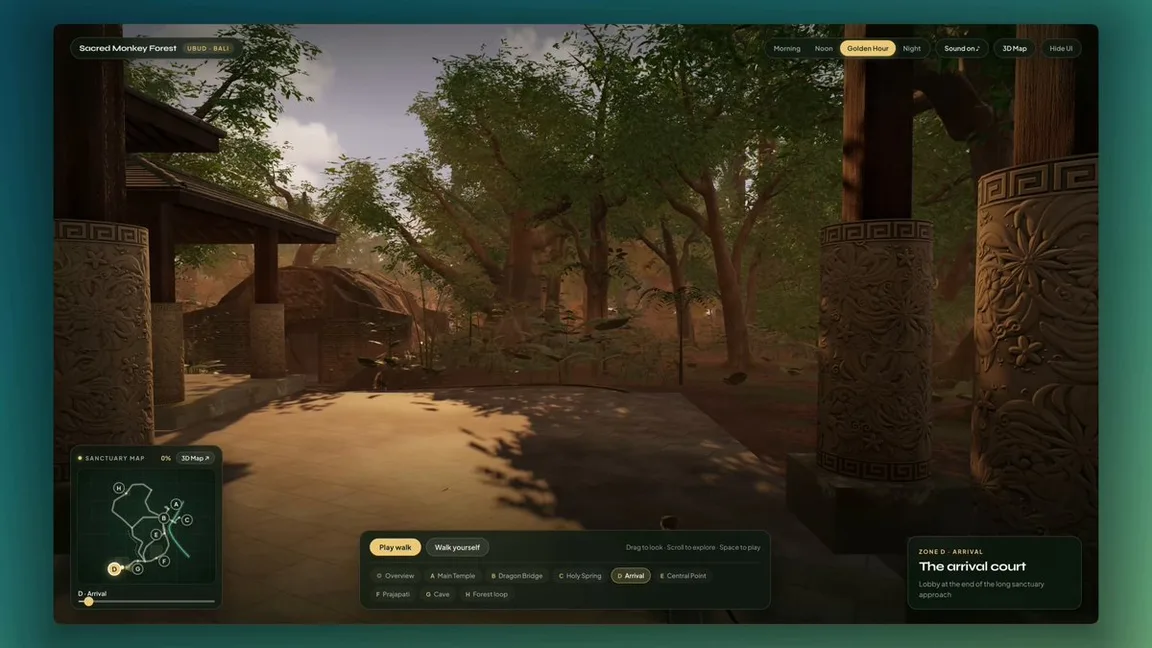 Sacred Monkey Forest UBUD · BALI
Morning Noon Golden Hour Night Sound on ♪ 3D Map Hide UI
SANCTUARY MAP 0% 3D Map ↗
H
A
B C
E
F
D G
D · Arrival
Play walk Walk yourself Drag to look · Scroll to explore · Space to play
Overview A Main Temple B Dragon Bridge C Holy Spring D Arrival E Central Point
F Prajapati G Cave H Forest loop
ZONE D · ARRIVAL
The arrival court
Lobby at the end of the long sanctuary
approach